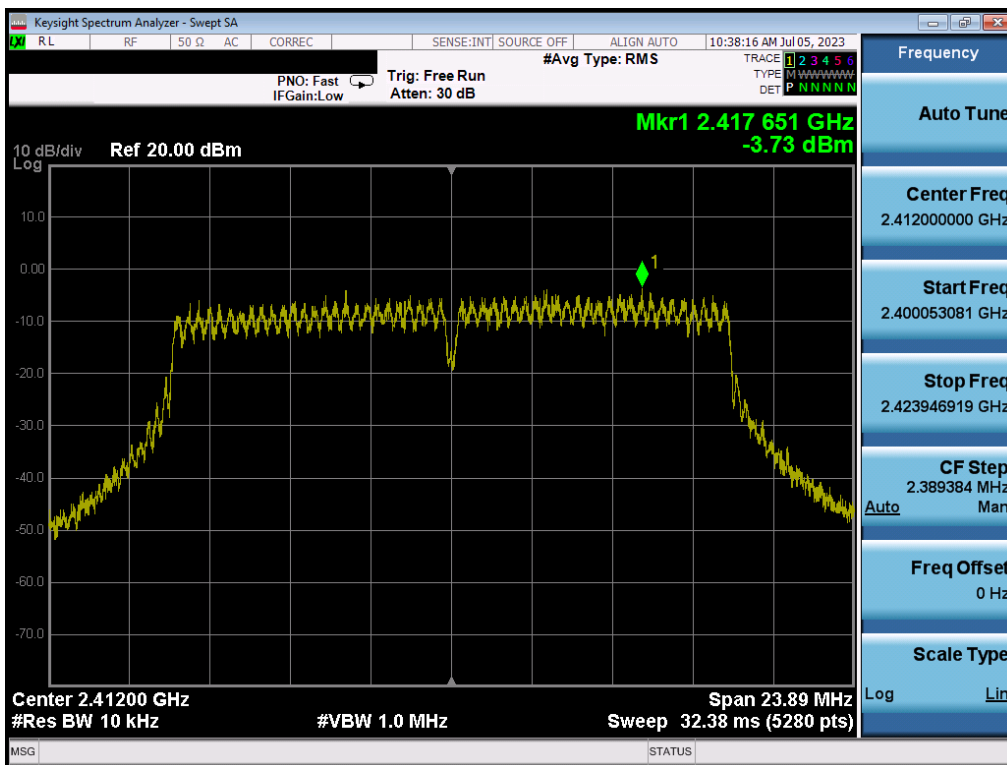 Keysight Spectrum Analyzer - Swept SA
LXI RL RF 50 Ω AC CORREC SENSE:INT SOURCE OFF ALIGN AUTO 10:38:16 AM Jul 05, 2023
#Avg Type: RMS
TRACE 1 2 3 4 5 6
PNO: Fast Trig: Free Run
TYPE M WWWWW
IFGain:Low Atten: 30 dB
DET P N N N N N
Mkr1 2.417 651 GHz
-3.73 dBm
10 dB/div Ref 20.00 dBm
Log
1
10.0
0.00
-10.0
-20.0
-30.0
-40.0
-50.0
-60.0
-70.0
Center 2.41200 GHz Span 23.89 MHz
#Res BW 10 kHz #VBW 1.0 MHz Sweep 32.38 ms (5280 pts)
MSG STATUS
Frequency
Auto Tune
Center Freq
2.412000000 GHz
Start Freq
2.400053081 GHz
Stop Freq
2.423946919 GHz
CF Step
2.389384 MHz
Auto Man
Freq Offset
0 Hz
Scale Type
Log Lin